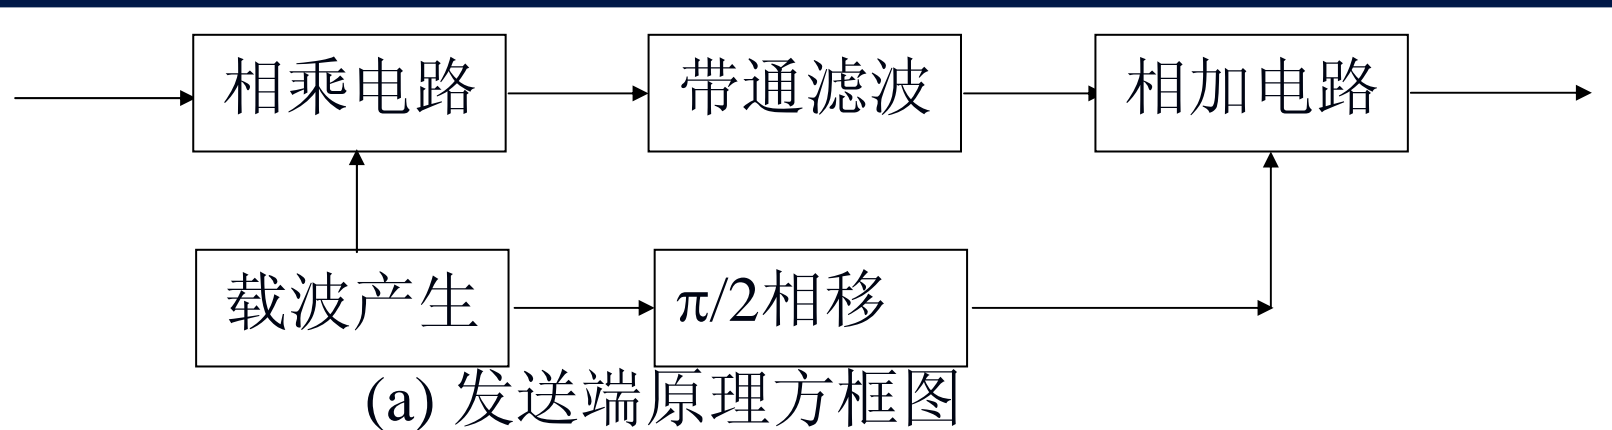 相乘电路
带通滤波
相加电路
载波产生
π/2相移
(a) 发送端原理方框图